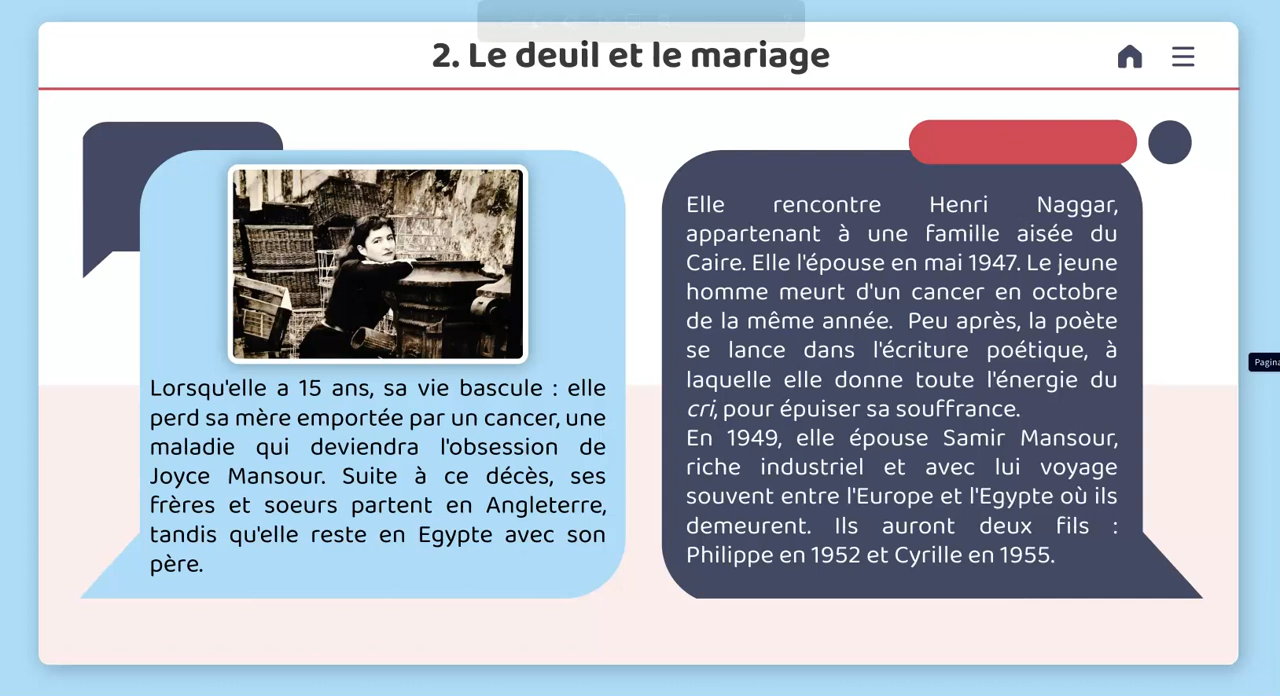 2. Le deuil et le mariage
Lorsqu'elle a 15 ans, sa vie bascule : elle
perd sa mère emportée par un cancer, une
maladie qui deviendra l'obsession de
Joyce Mansour. Suite à ce décès, ses
frères et soeurs partent en Angleterre,
tandis qu'elle reste en Egypte avec son
père.
Elle rencontre Henri Naggar,
appartenant à une famille aisée du
Caire. Elle l'épouse en mai 1947. Le jeune
homme meurt d'un cancer en octobre
de la même année. Peu après, la poète
se lance dans l'écriture poétique, à
laquelle elle donne toute l'énergie du
cri, pour épuiser sa souffrance.
En 1949, elle épouse Samir Mansour,
riche industriel et avec lui voyage
souvent entre l'Europe et l'Egypte où ils
demeurent. Ils auront deux fils :
Philippe en 1952 et Cyrille en 1955.